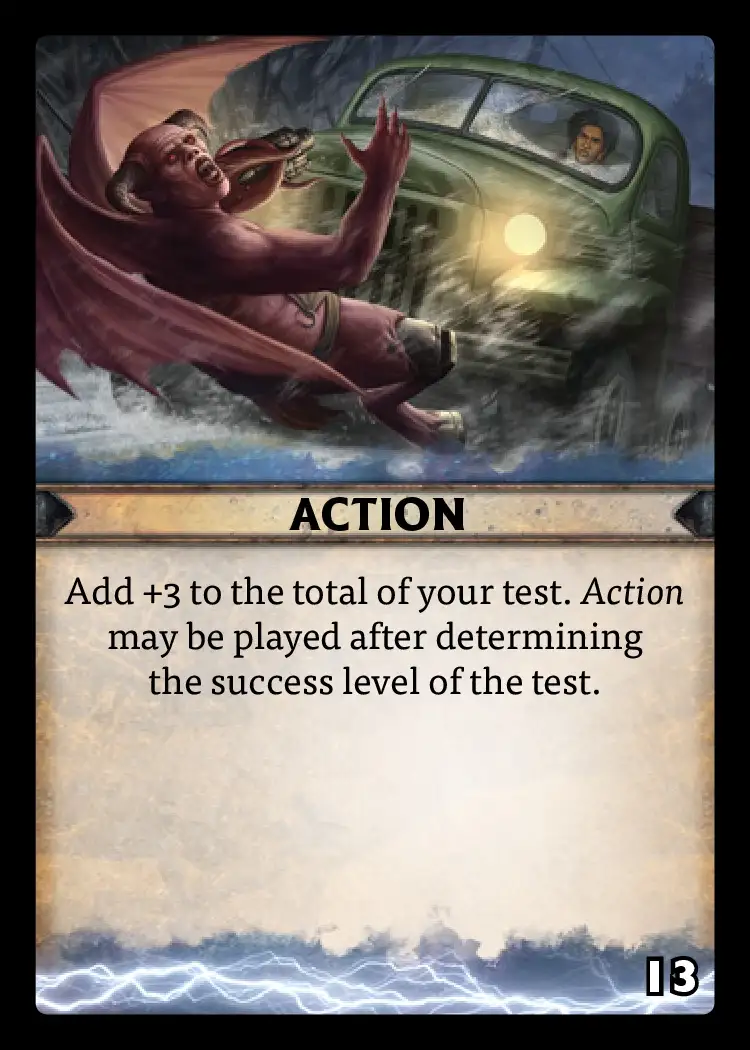 ACTION
Add +3 to the total of your test. Action
may be played after determining
the success level of the test.
13